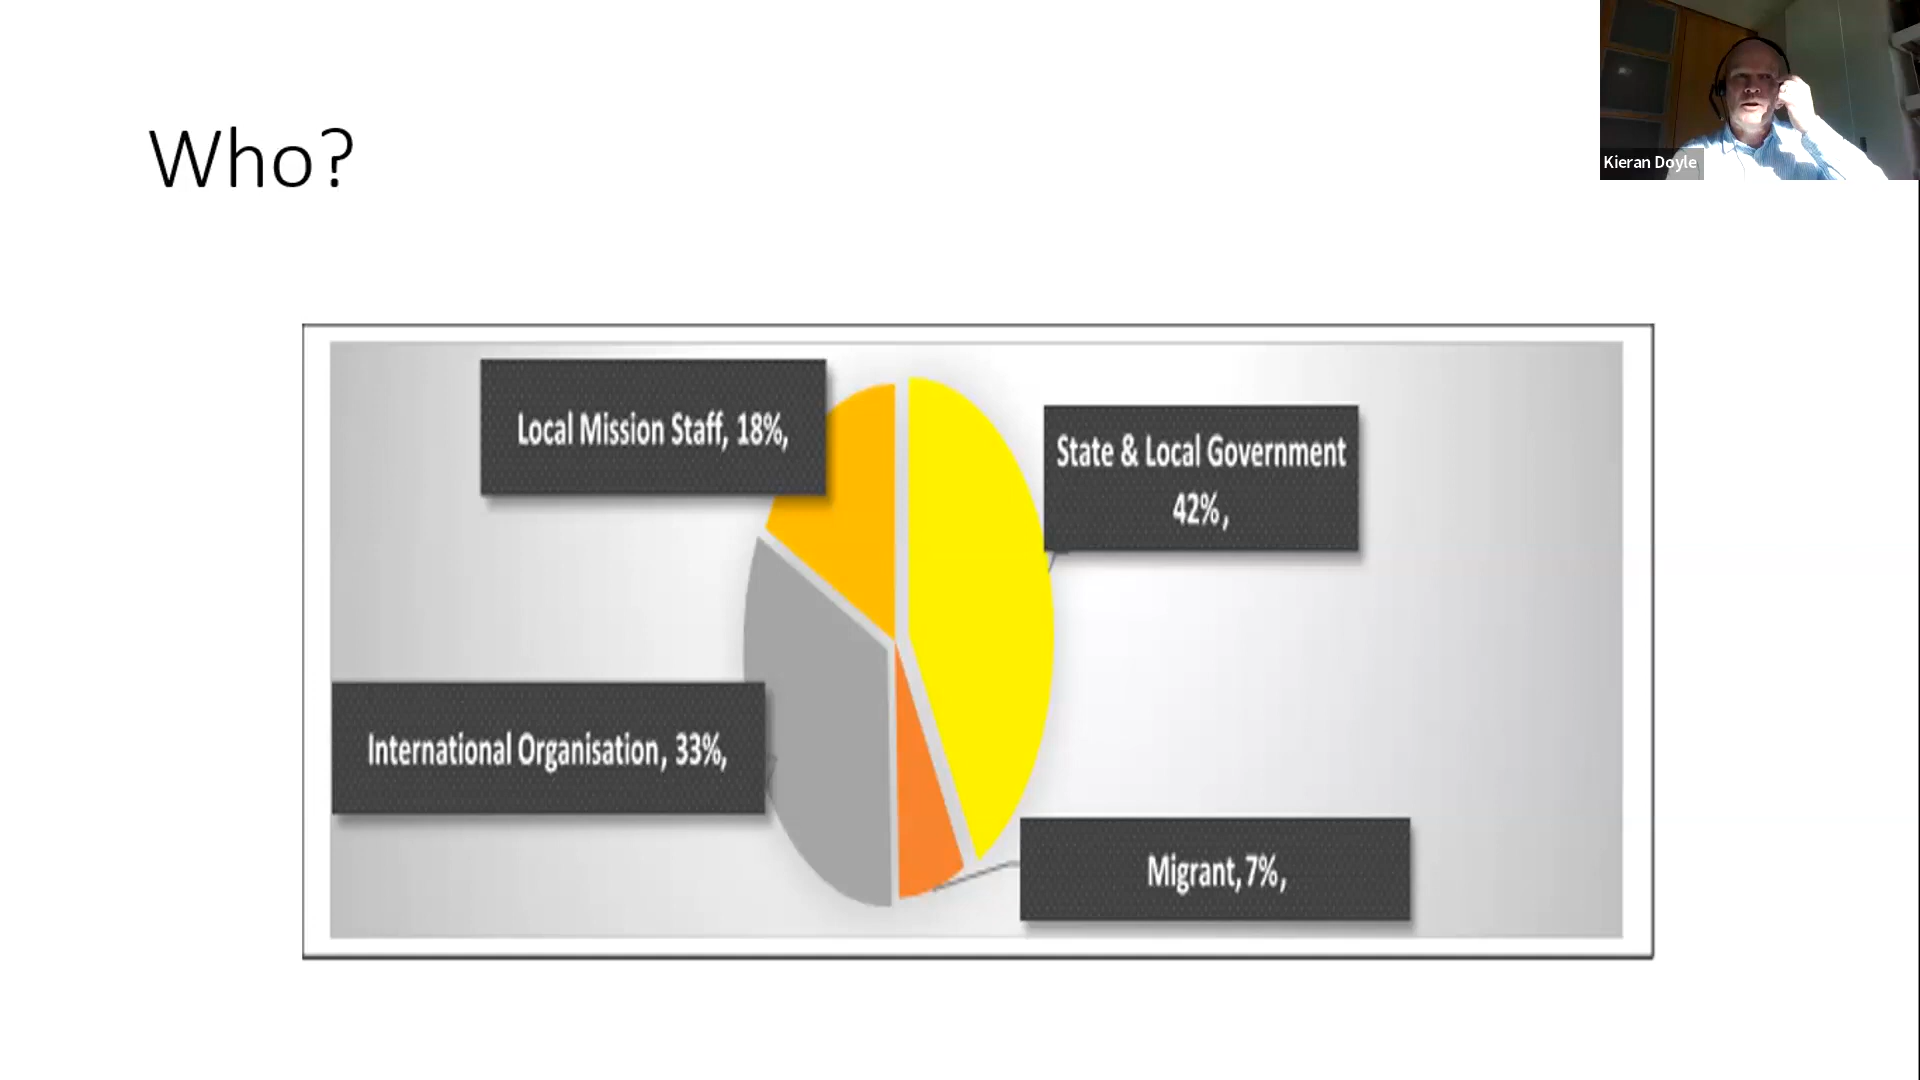 Who?
Kieran Doyle
Local Mission Staff, 18%,
State & Local Government
42%,
International Organisation, 33%,
Migrant, 7%,